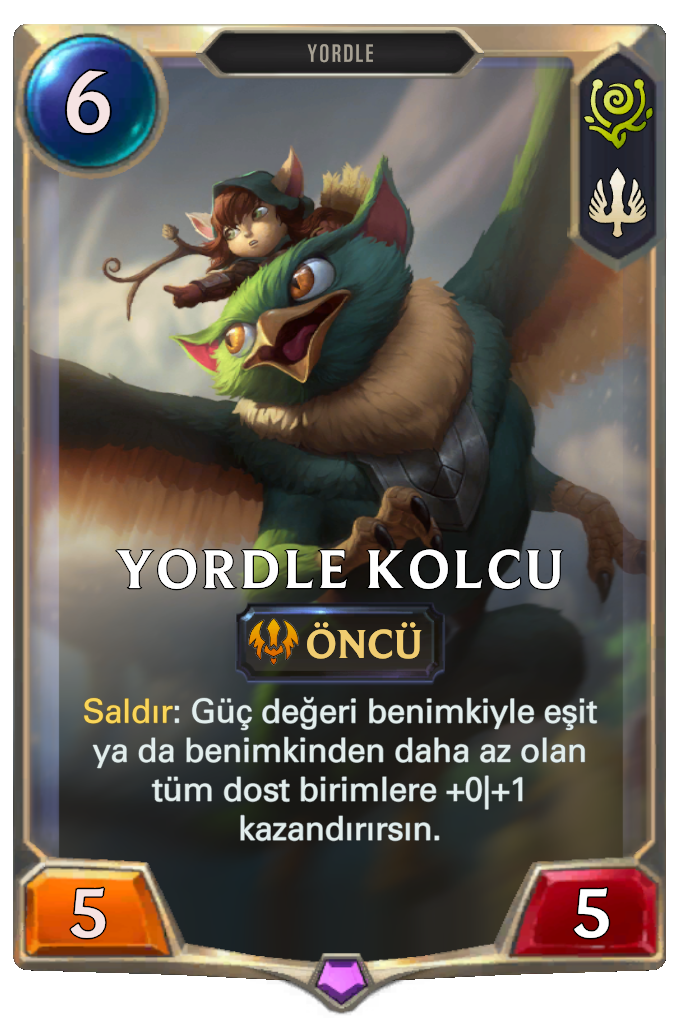 YORDLE
6
YORDLE KOLCU
ÖNCÜ
Saldır: Güç değeri benimkiyle eşit
ya da benimkinden daha az olan
tüm dost birimlere +0|+1
kazandırırsın.
5
5